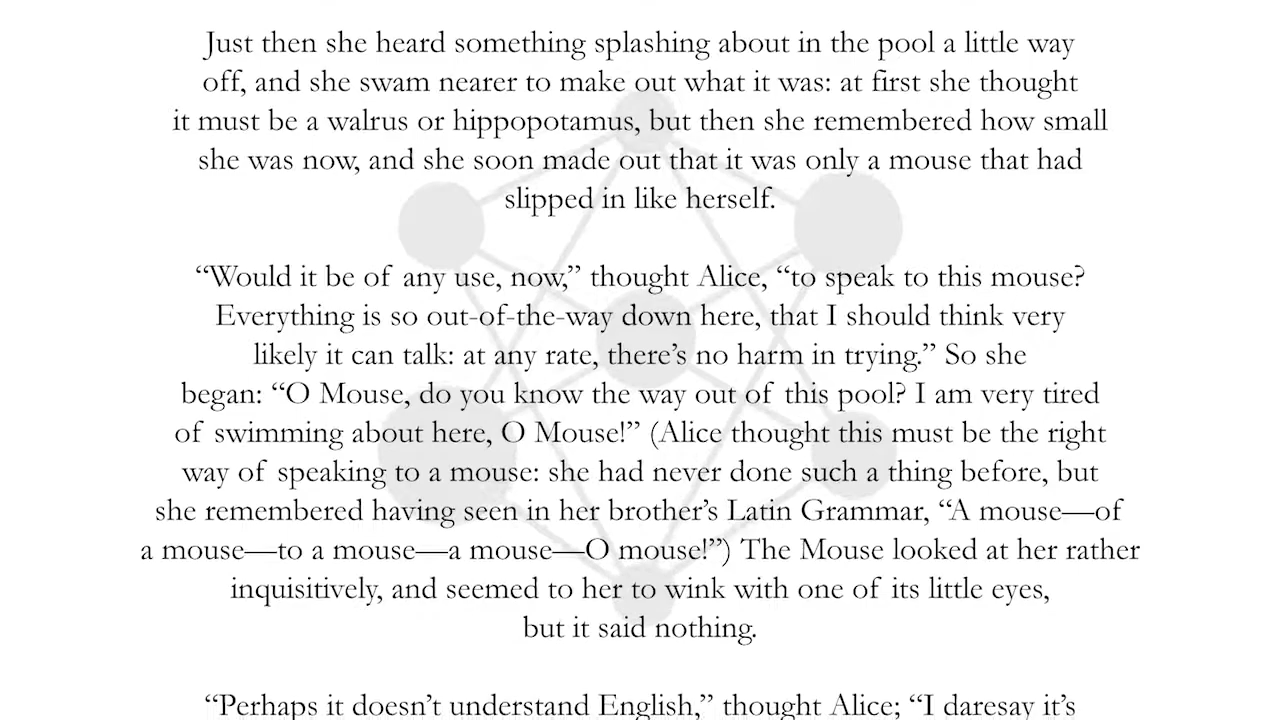 Just then she heard something splashing about in the pool a little way
off, and she swam nearer to make out what it was: at first she thought
it must be a walrus or hippopotamus, but then she remembered how small
she was now, and she soon made out that it was only a mouse that had
slipped in like herself.
“Would it be of any use, now,” thought Alice, “to speak to this mouse?
Everything is so out-of-the-way down here, that I should think very
likely it can talk: at any rate, there’s no harm in trying.” So she
began: “O Mouse, do you know the way out of this pool? I am very tired
of swimming about here, O Mouse!” (Alice thought this must be the right
way of speaking to a mouse: she had never done such a thing before, but
she remembered having seen in her brother’s Latin Grammar, “A mouse—of
a mouse—to a mouse—a mouse—O mouse!”) The Mouse looked at her rather
inquisitively, and seemed to her to wink with one of its little eyes,
but it said nothing.
“Perhaps it doesn’t understand English,” thought Alice; “I daresay it’s